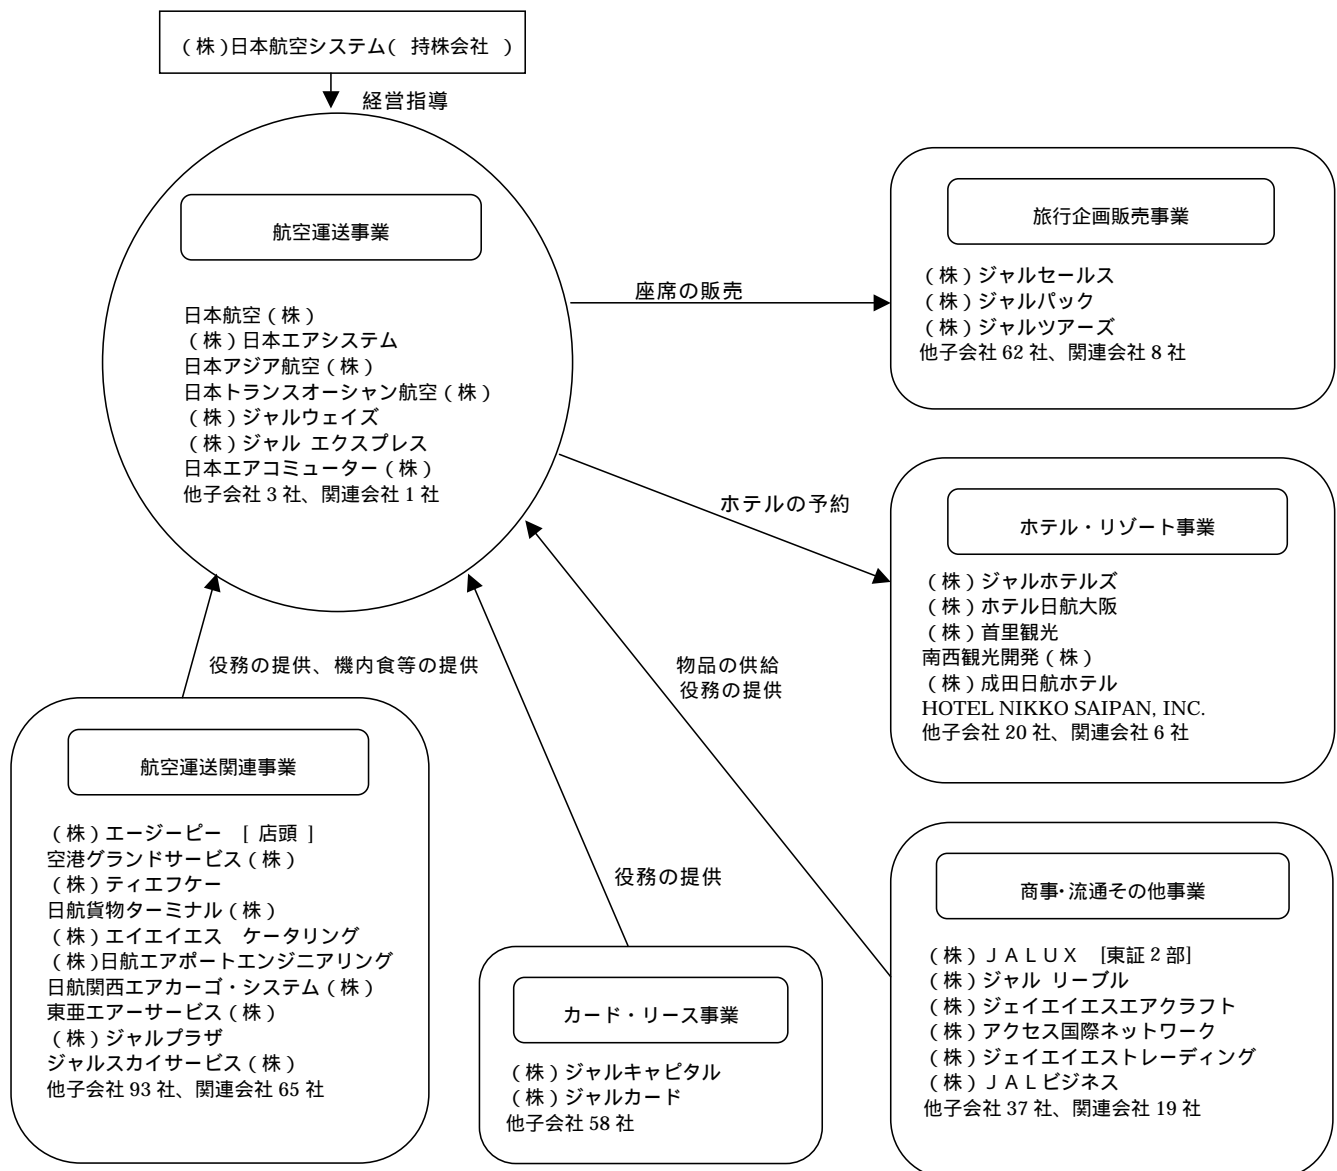 (株)日本航空システム( 持株会社 )
経営指導
航空運送事業
日本航空(株)
(株)日本エアシステム
日本アジア航空(株)
日本トランスオーシャン航空(株)
(株)ジャルウェイズ
(株)ジャル エクスプレス
日本エアコミューター(株)
他子会社 3 社、関連会社 1 社
座席の販売
旅行企画販売事業
(株)ジャルセールス
(株)ジャルパック
(株)ジャルツアーズ
他子会社 62 社、関連会社 8 社
ホテルの予約
ホテル・リゾート事業
(株)ジャルホテルズ
(株)ホテル日航大阪
(株)首里観光
南西観光開発(株)
(株)成田日航ホテル
HOTEL NIKKO SAIPAN, INC.
他子会社 20 社、関連会社 6 社
役務の提供、機内食等の提供
物品の供給
役務の提供
航空運送関連事業
(株)エージーピー [ 店頭 ]
空港グランドサービス(株)
(株)ティエフケー
日航貨物ターミナル(株)
(株)エイエイエス ケータリング
(株)日航エアポートエンジニアリング
日航関西エアカーゴ・システム(株)
東亜エアーサービス(株)
(株)ジャルプラザ
ジャルスカイサービス(株)
他子会社 93 社、関連会社 65 社
役務の提供
カード・リース事業
(株)ジャルキャピタル
(株)ジャルカード
他子会社 58 社
商事・流通その他事業
(株)JALUX [東証 2 部]
(株)ジャル リーブル
(株)ジェイエイエスエアクラフト
(株)アクセス国際ネットワーク
(株)ジェイエイエストレーディング
(株)JALビジネス
他子会社 37 社、関連会社 19 社